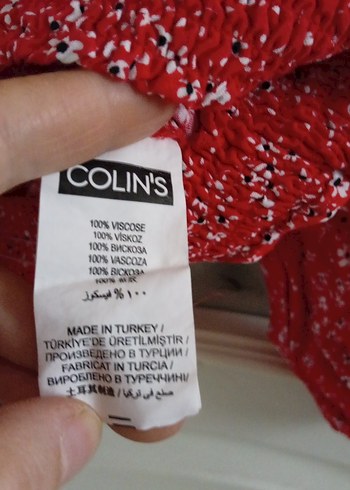 COLIN'S
100% VISCOSE
100% VİSKOZ
100% ВИСКОЗА
100% VASCOZA
100% ВІСКОЗА
١٠٠ % فيسكوز
MADE IN TURKEY /
TÜRKİYE'DE ÜRETİLMİŞTİR /
ПРОИЗВЕДЕНО В ТУРЦИИ /
FABRICAT IN TURCIA /
ВИРОБЛЕНО В ТУРЕЧЧИНІ/
土耳其制造 / صنع في تركيا